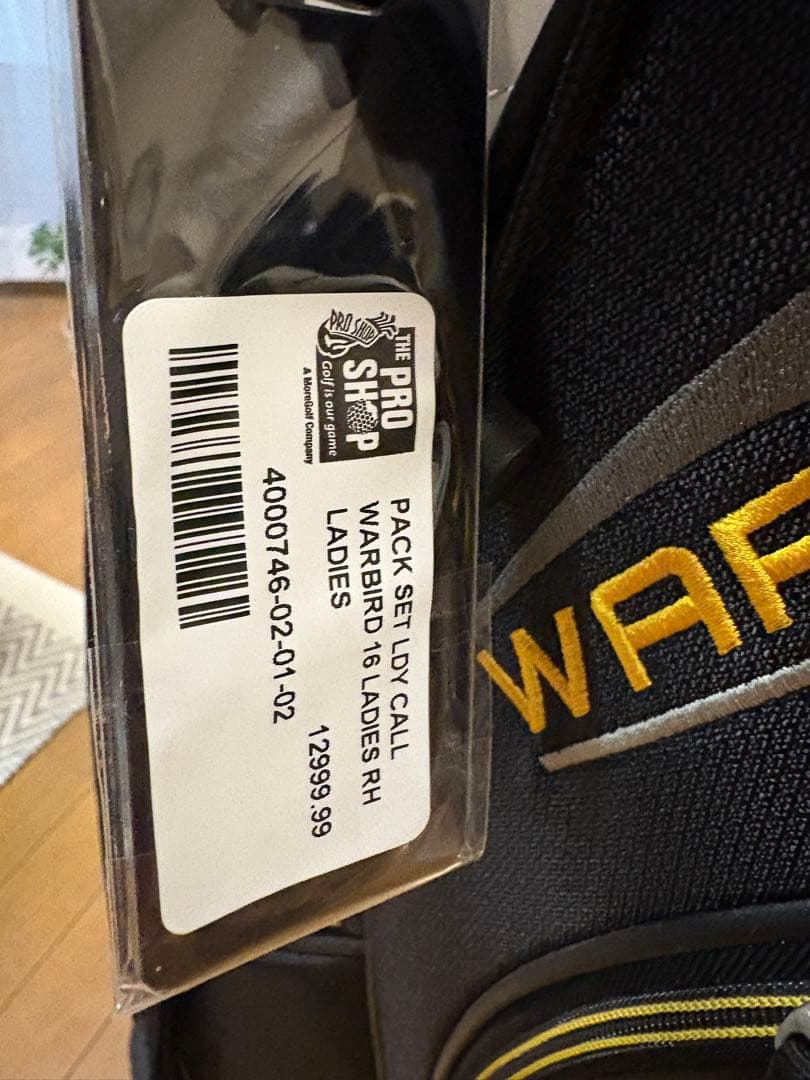 THE PRO
SHOP
PRO SHOP
Golf is our game
A MoreGolf Company
PACK SET LDY CALL
WARBIRD 16 LADIES RH
LADIES
12999.99
4000746-02-01-02
WAR